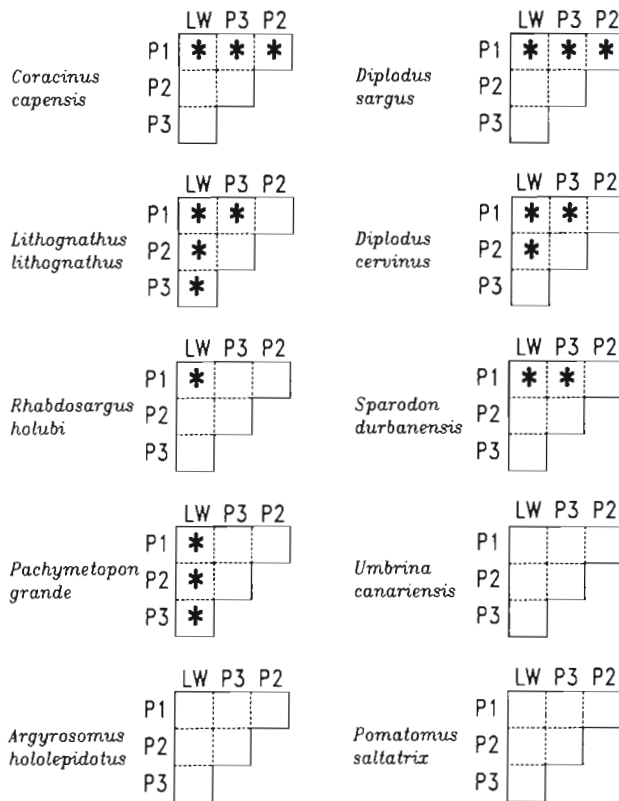 LW P3 P2
P1 * * *
Coracinus
capensis
P2
P3
LW P3 P2
P1 * * *
Diplodus
sargus
P2
P3
LW P3 P2
P1 * *
Lithognathus
lithognathus
P2 *
P3 *
LW P3 P2
P1 * *
Diplodus
cervinus
P2 *
P3
LW P3 P2
P1 *
Rhabdosargus
holubi
P2
P3
LW P3 P2
P1 * *
Sparodon
durbanensis
P2
P3
LW P3 P2
P1 *
Pachymetopon
grande
P2 *
P3 *
LW P3 P2
P1
Umbrina
canariensis
P2
P3
LW P3 P2
P1
Argyrosomus
hololepidotus
P2
P3
LW P3 P2
P1
Pomatomus
saltatrix
P2
P3